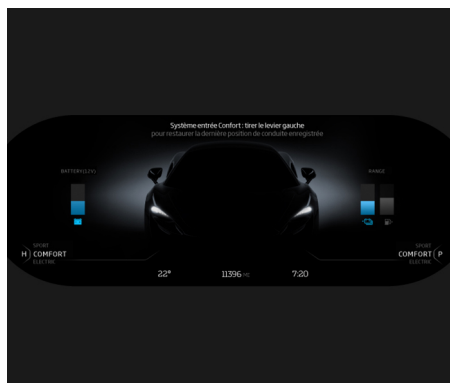 Système entrée Confort : tirer le levier gauche
pour restaurer la dernière position de conduite enregistrée
BATTERY(12V)
RANGE
SPORT
H COMFORT
ELECTRIC
SPORT
COMFORT P
ELECTRIC
22°
11396
7:20